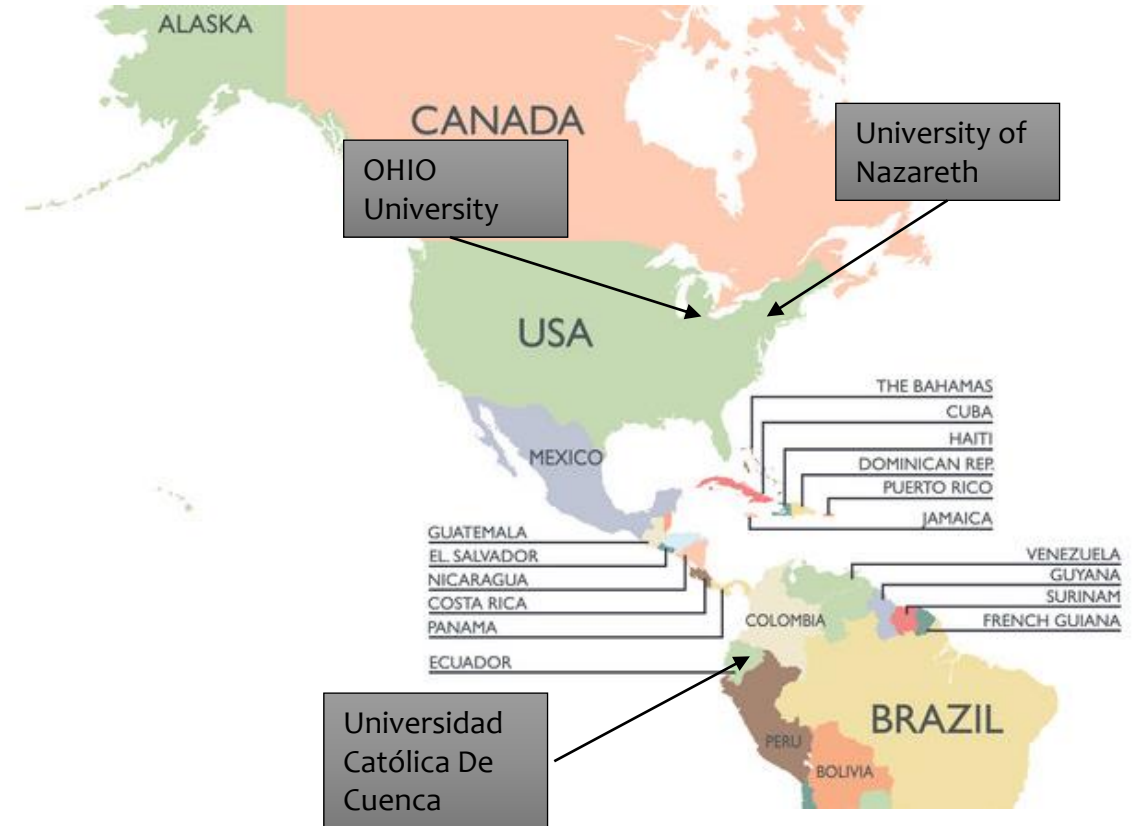 ALASKA
CANADA
University of
Nazareth
OHIO
University
USA
THE BAHAMAS
CUBA
HAITI
DOMINICAN REP.
PUERTO RICO
JAMAICA
MEXICO
GUATEMALA
EL. SALVADOR
NICARAGUA
COSTA RICA
PANAMA
ECUADOR
VENEZUELA
GUYANA
SURINAM
FRENCH GUIANA
COLOMBIA
BRAZIL
PERU
BOLIVIA
Universidad
Católica De
Cuenca